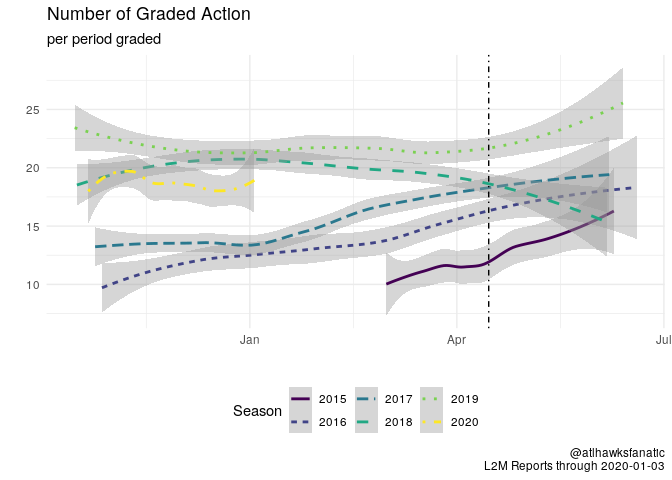 Number of Graded Action
per period graded
25
20
15
10
Jan
Apr
Jul
Season
2015
2017
2019
2016
2018
2020
@atlhawksfanatic
L2M Reports through 2020-01-03